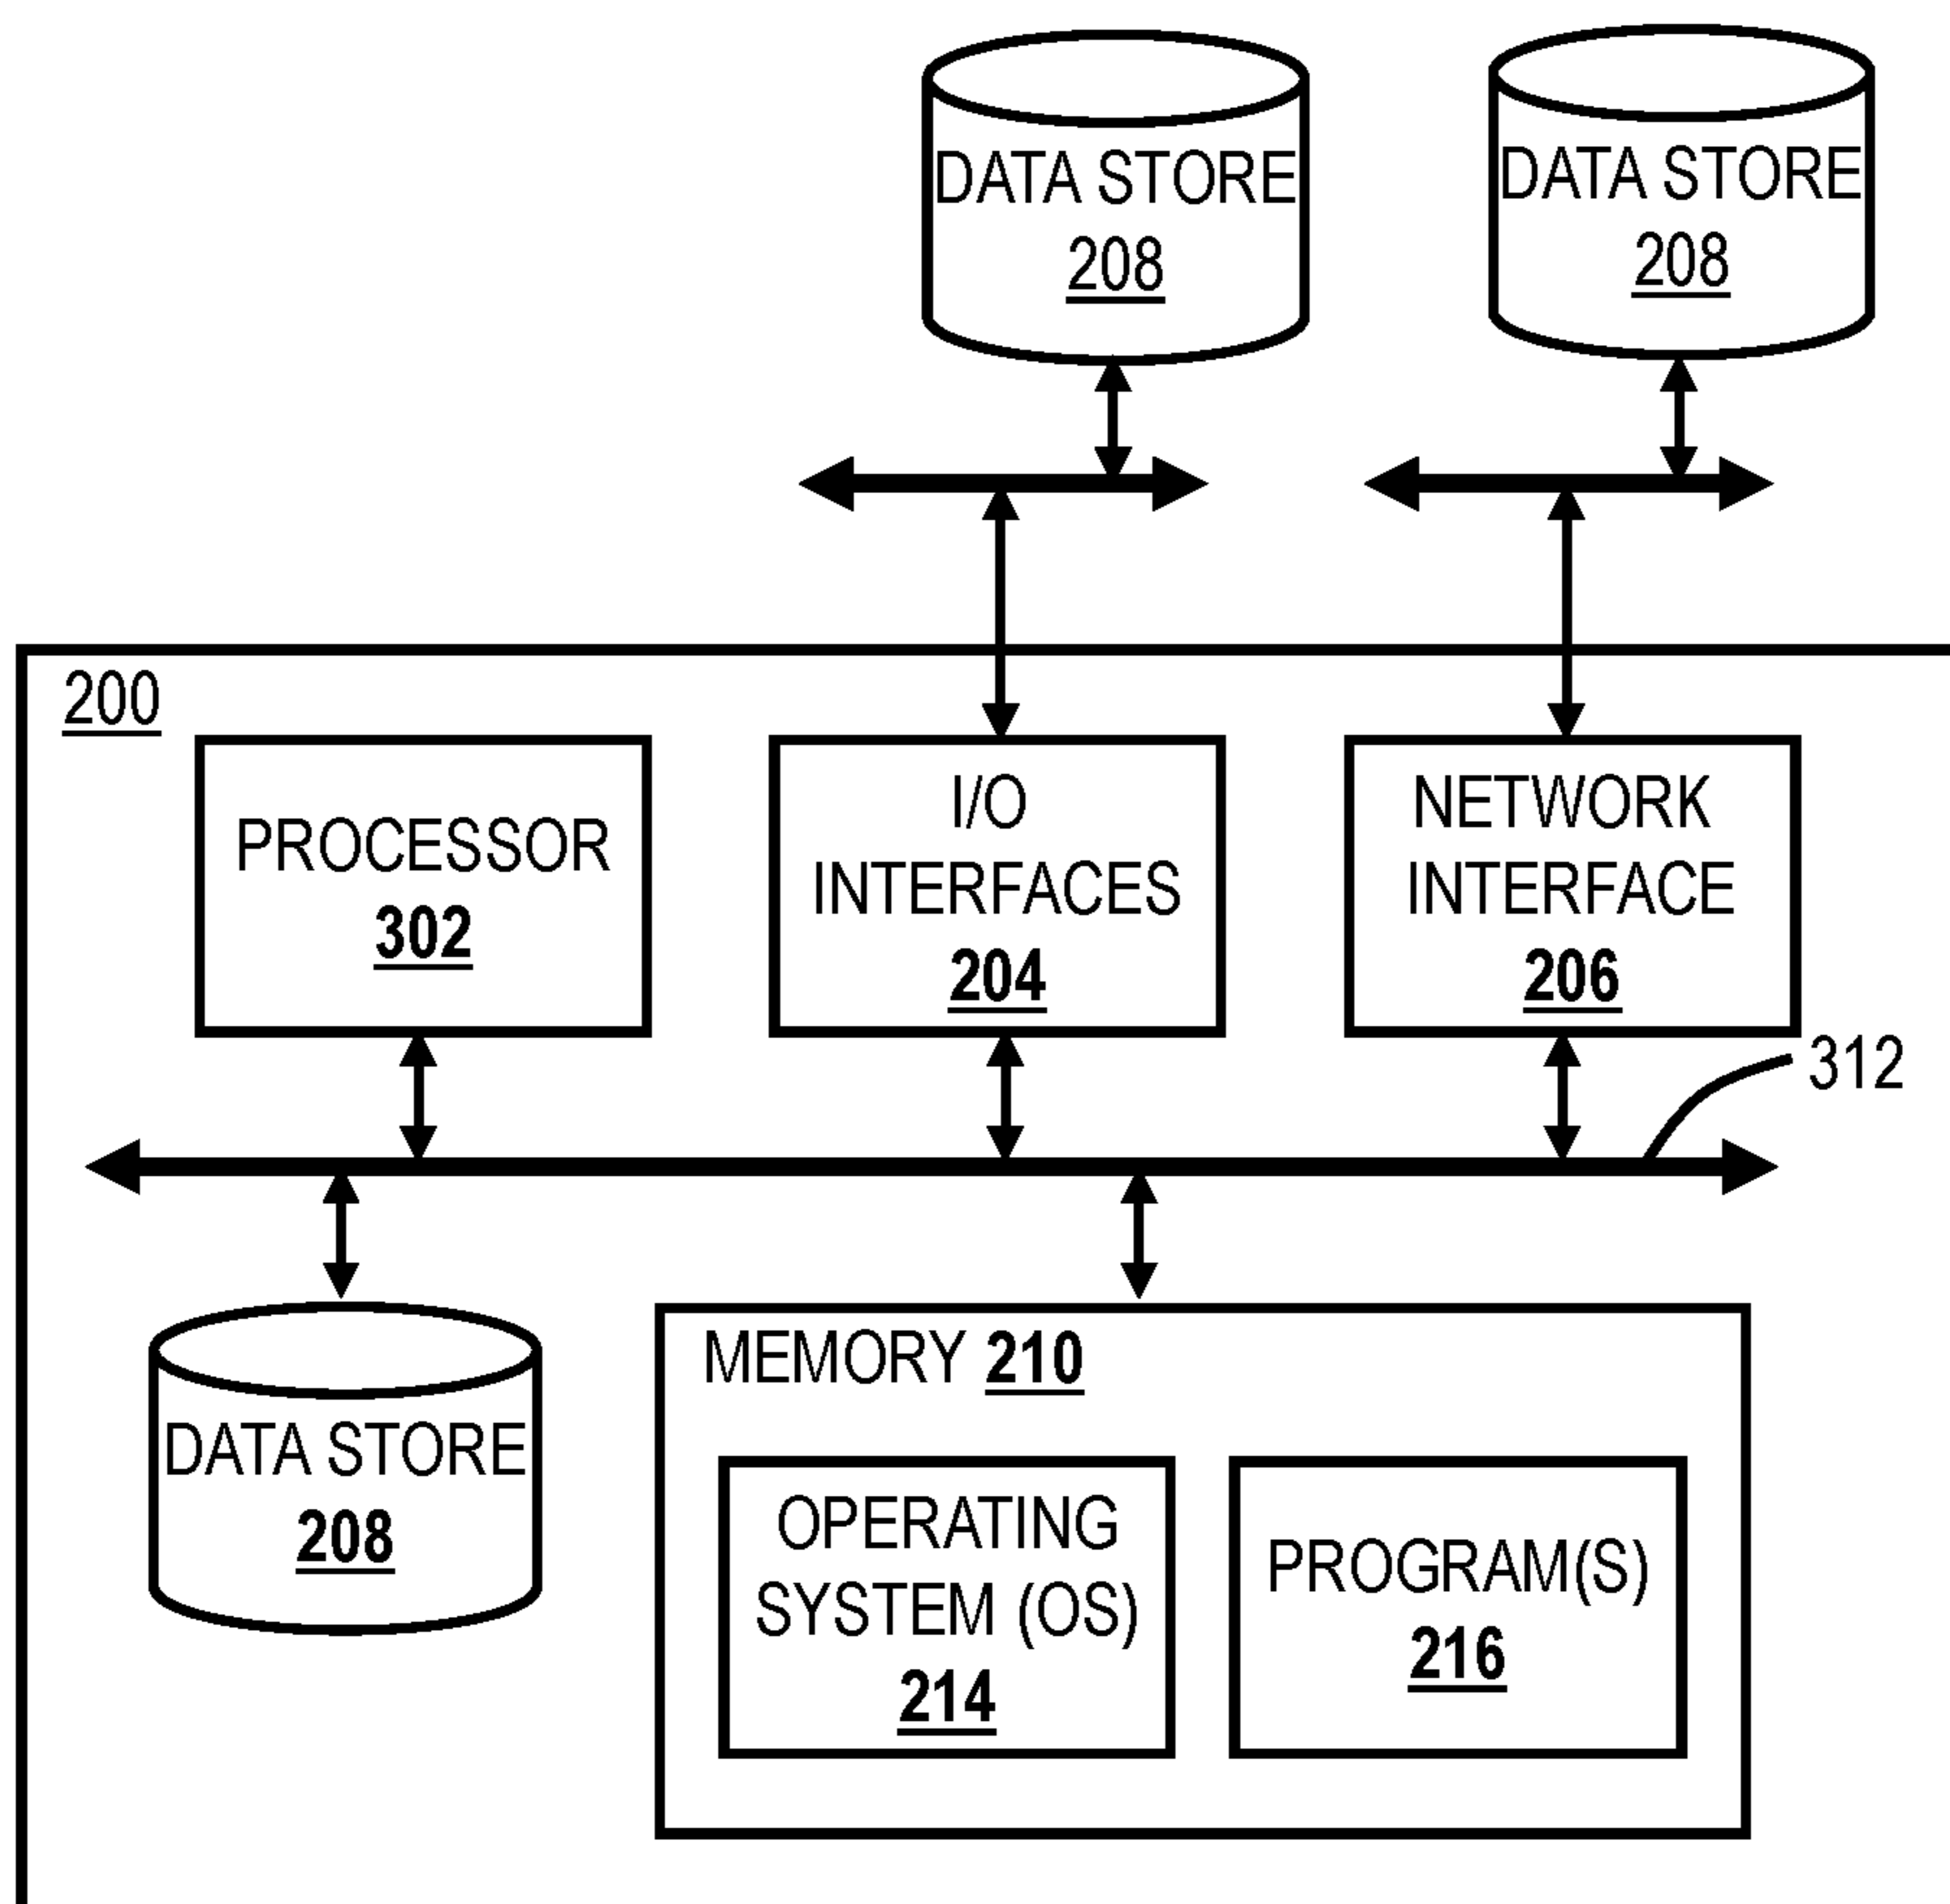 DATA STORE
208
DATA STORE
208
200
PROCESSOR
302
I/O
INTERFACES
204
NETWORK
INTERFACE
206
312
DATA STORE
208
MEMORY 210
OPERATING
SYSTEM (OS)
214
PROGRAM(S)
216